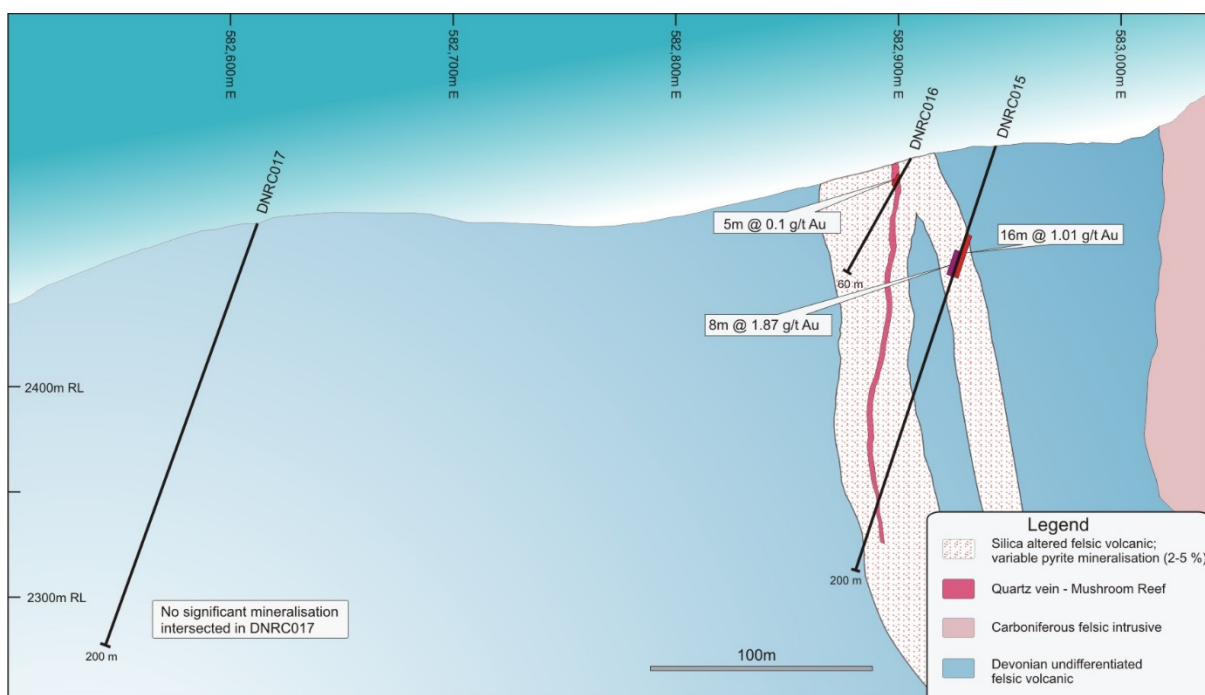 582,600m E
582,700m E
582,800m E
582,900m E
583,000m E
DNRC017
DNRC016
DNRC015
5m @ 0.1 g/t Au
16m @ 1.01 g/t Au
60 m
8m @ 1.87 g/t Au
2400m RL
2300m RL
200 m
200 m
No significant mineralisation
intersected in DNRC017
100m
Legend
Silica altered felsic volcanic;
variable pyrite mineralisation (2-5 %)
Quartz vein - Mushroom Reef
Carboniferous felsic intrusive
Devonian undifferentiated
felsic volcanic